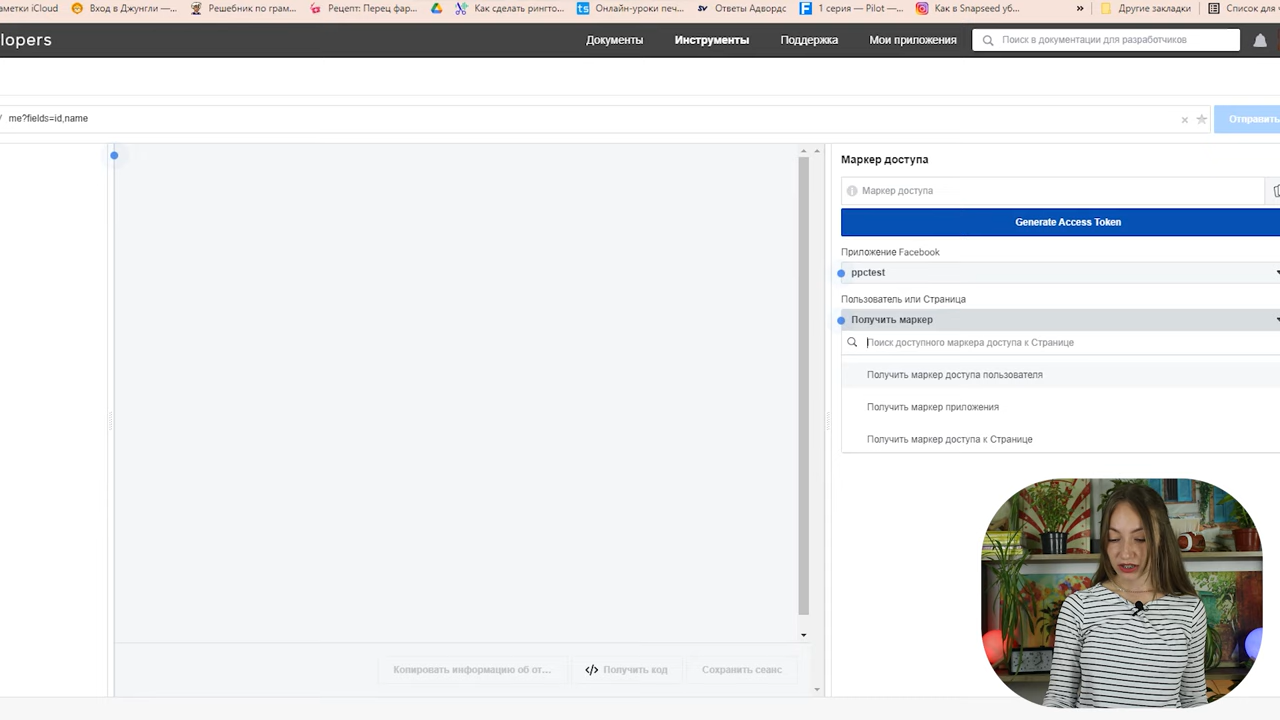 аметки iCloud
Вход в Джунгли —...
Решебник по грам...
Рецепт: Перец фар...
Как сделать рингто...
Онлайн-уроки печ...
Ответы Адвордс
1 серия — Pilot —...
Как в Snapseed уб...
»
Другие закладки
Список для ч
lopers
Документы
Инструменты
Поддержка
Мои приложения
Поиск в документации для разработчиков
/ me?fields=id,name
Отправить
Маркер доступа
Маркер доступа
Generate Access Token
Приложение Facebook
ppctest
Пользователь или Страница
Получить маркер
Поиск доступного маркера доступа к Странице
Получить маркер доступа пользователя
Получить маркер приложения
Получить маркер доступа к Странице
Копировать информацию об от...
</> Получить код
Сохранить сеанс